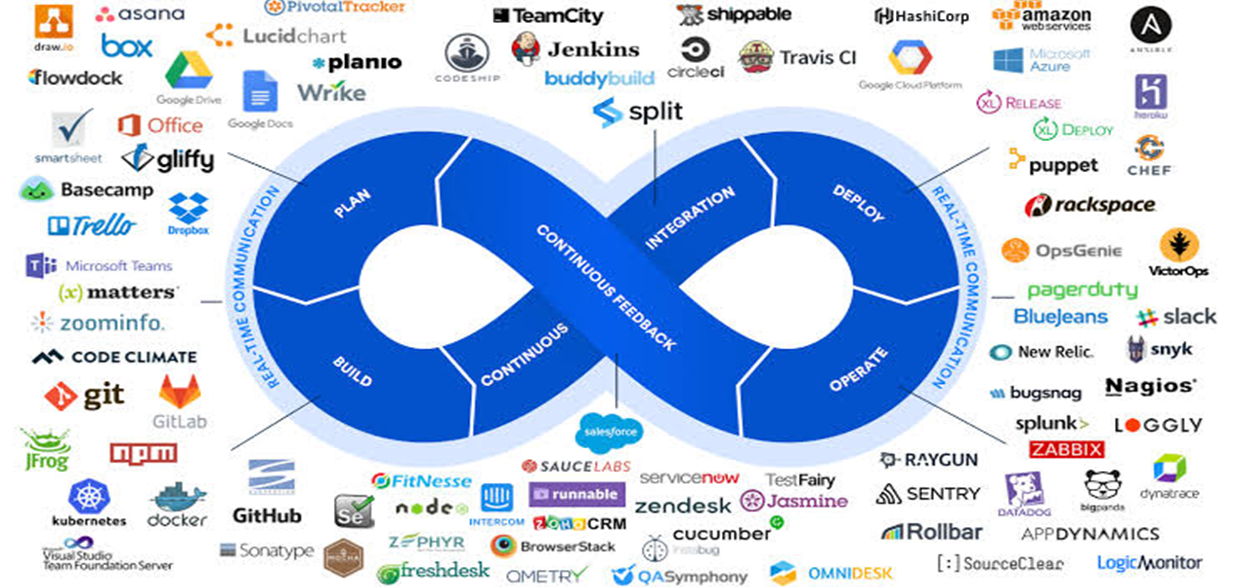 PivotalTracker
draw.io
asana
box
Lucidchart
flowdock
Google Drive
planio
Wrike
Google Docs
smartsheet
Office
gliffy
Basecamp
Trello
Dropbox
TeamCity
shippable
CODESHIP
Jenkins
circleci
Travis CI
buddybuild
split
HashiCorp
amazon
webservices
ANSIBLE
Google Cloud Platform
Microsoft
Azure
XL RELEASE
heroku
XL DEPLOY
puppet
CHEF
rackspace
PLAN
CONTINUOUS FEEDBACK
INTEGRATION
DEPLOY
BUILD
CONTINUOUS
OPERATE
REAL-TIME COMMUNICATION
REAL-TIME COMMUNICATION
Microsoft Teams
(x)matters
zoominfo.
CODE CLIMATE
git
GitLab
JFrog
npm
kubernetes
docker
GitHub
Visual Studio
Team Foundation Server
Sonatype
OpsGenie
VictorOps
pagerduty
BlueJeans
slack
New Relic.
snyk
bugsnag
Nagios
splunk>
LOGGLY
ZABBIX
RAYGUN
SENTRY
DATADOG
bigpanda
dynatrace
Rollbar
APPDYNAMICS
[:]SourceClear
LogicMonitor
salesforce
FitNesse
SAUCELABS
servicenow
TestFairy
Se
node
INTERCOM
runnable
zendesk
Jasmine
ZOHO CRM
cucumber
MOCHA
ZEPHYR
BrowserStack
instabug
freshdesk
QMETRY
QASymphony
OMNIDESK